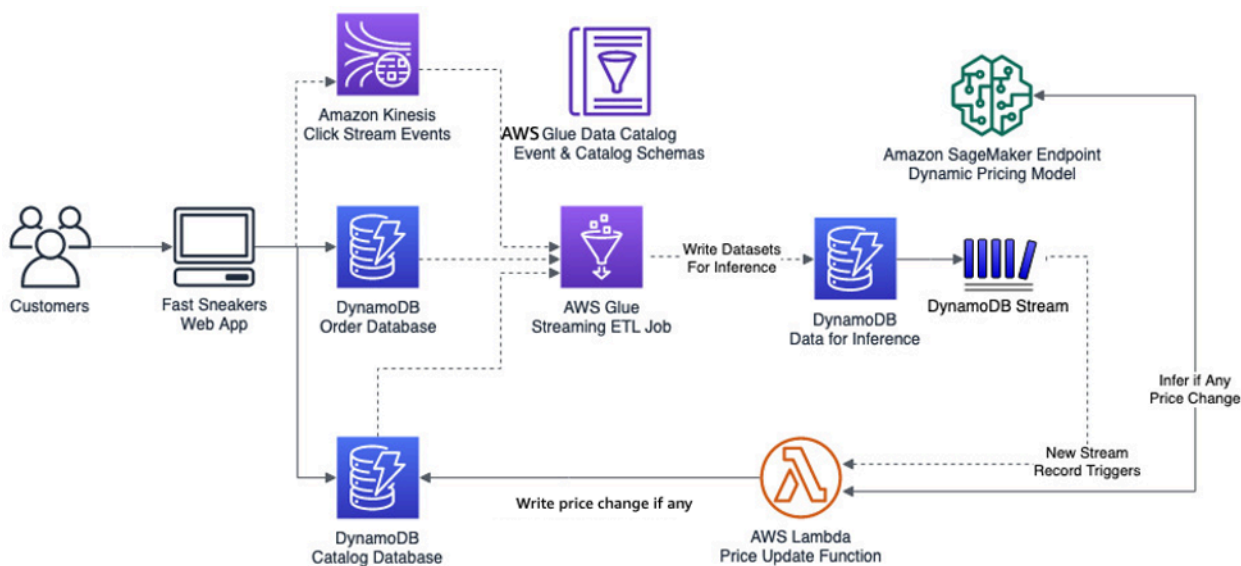 Amazon Kinesis
Click Stream Events
AWS Glue Data Catalog
Event & Catalog Schemas
Amazon SageMaker Endpoint
Dynamic Pricing Model
Customers
Fast Sneakers
Web App
DynamoDB
Order Database
AWS Glue
Streaming ETL Job
Write Datasets
For Inference
DynamoDB
Data for Inference
DynamoDB Stream
Infer if Any
Price Change
New Stream
Record Triggers
Write price change if any
DynamoDB
Catalog Database
AWS Lambda
Price Update Function